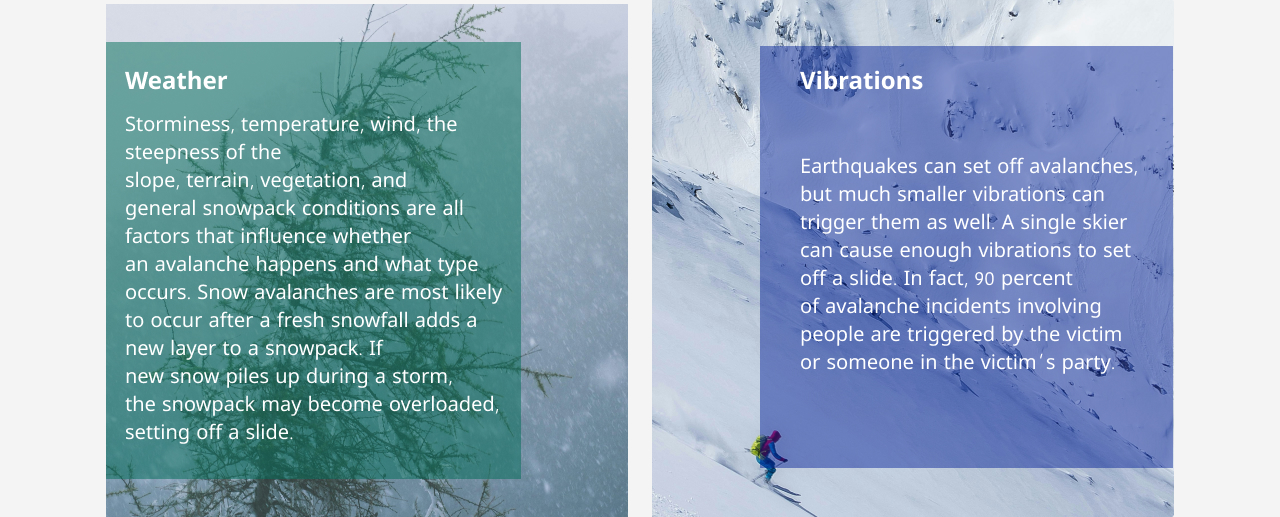 Weather
Storminess, temperature, wind, the
steepness of the
slope, terrain, vegetation, and
general snowpack conditions are all
factors that influence whether
an avalanche happens and what type
occurs. Snow avalanches are most likely
to occur after a fresh snowfall adds a
new layer to a snowpack. If
new snow piles up during a storm,
the snowpack may become overloaded,
setting off a slide.
Vibrations
Earthquakes can set off avalanches,
but much smaller vibrations can
trigger them as well. A single skier
can cause enough vibrations to set
off a slide. In fact, 90 percent
of avalanche incidents involving
people are triggered by the victim
or someone in the victim′s party.